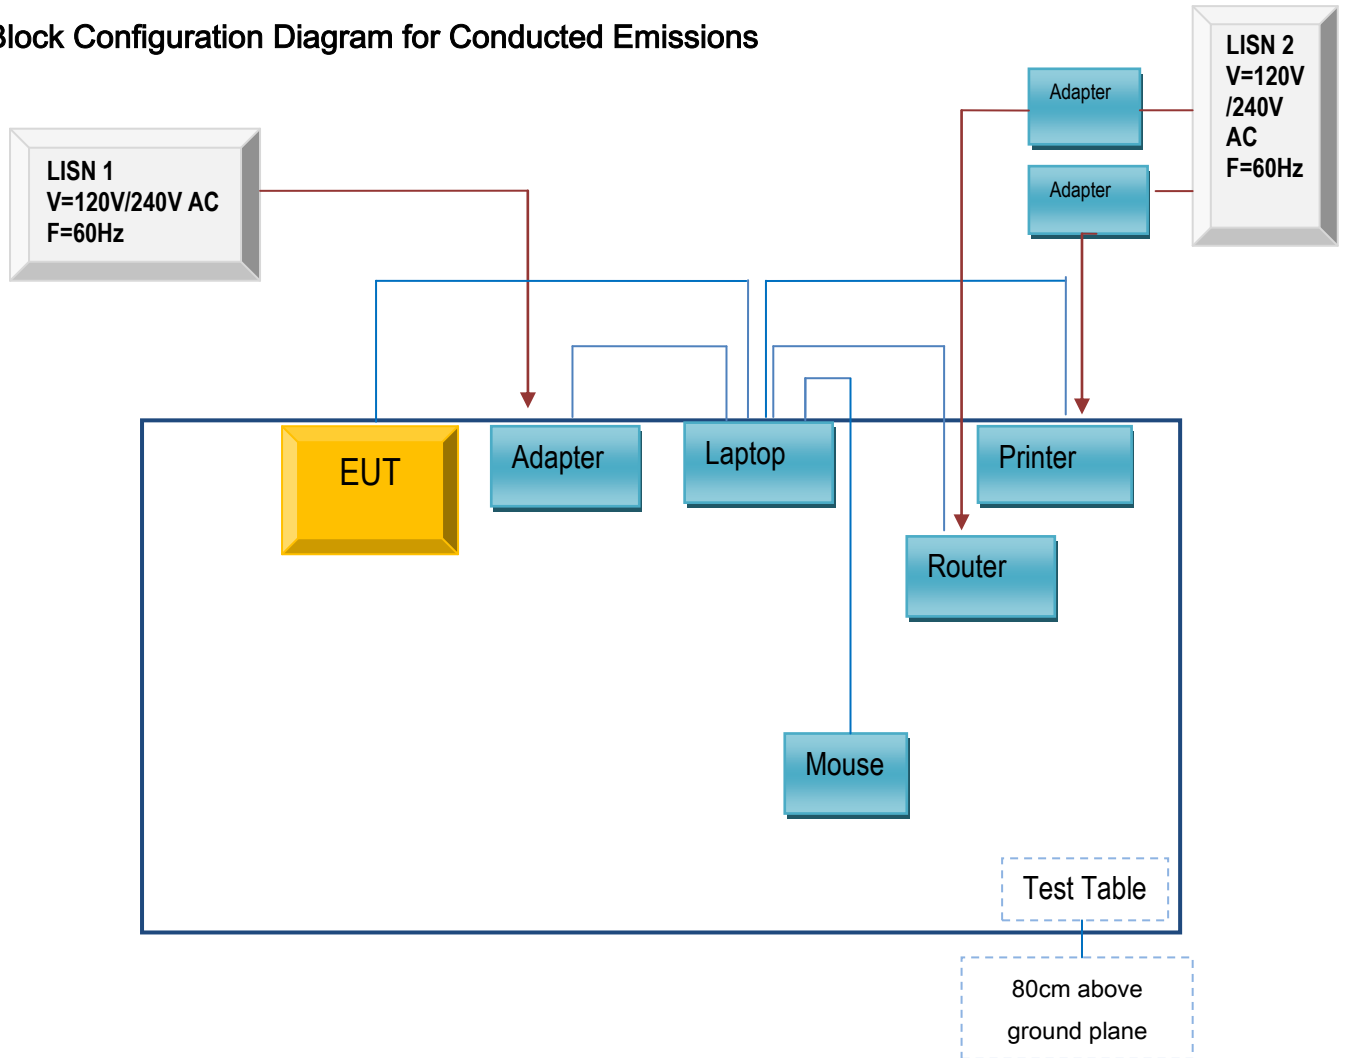 Block Configuration Diagram for Conducted Emissions
LISN 1
V=120V/240V AC
F=60Hz
Adapter
Adapter
LISN 2
V=120V
/240V
AC
F=60Hz
EUT
Adapter
Laptop
Printer
Router
Mouse
Test Table
80cm above
ground plane